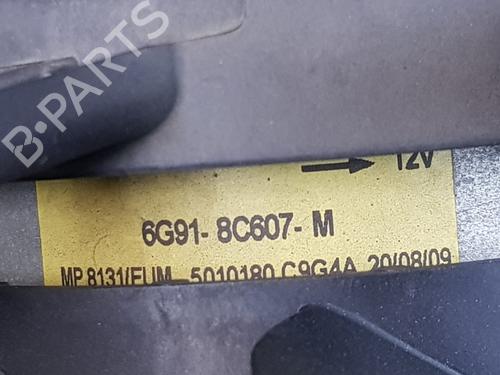 B-PARTS
12V
6G91- 8C607- M
MP 8131/EUM 5010180 C9G4A 20/08/09